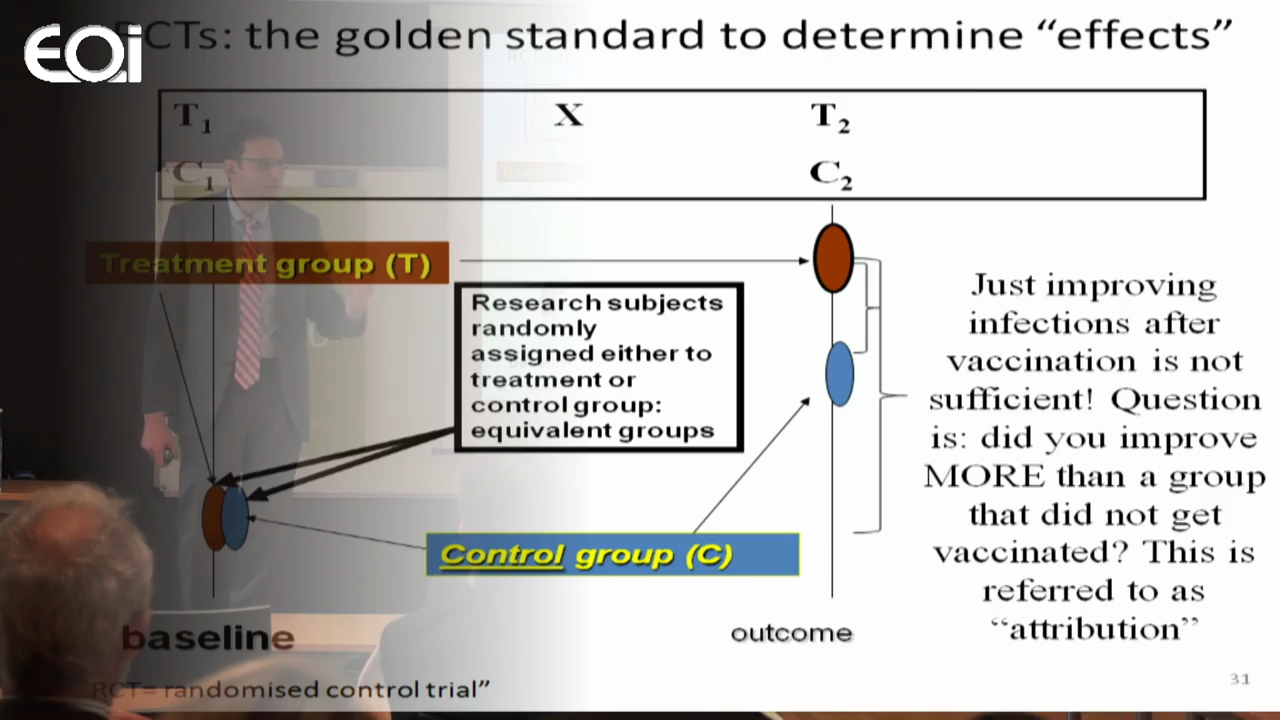 EOi
RCTs: the golden standard to determine “effects”
T1 X T2
C1 C2
Treatment group (T)
Research subjects
randomly
assigned either to
treatment or
control group:
equivalent groups
Just improving
infections after
vaccination is not
sufficient! Question
is: did you improve
MORE than a group
that did not get
vaccinated? This is
referred to as
“attribution”
Control group (C)
baseline
outcome
RCT= randomised control trial”
31